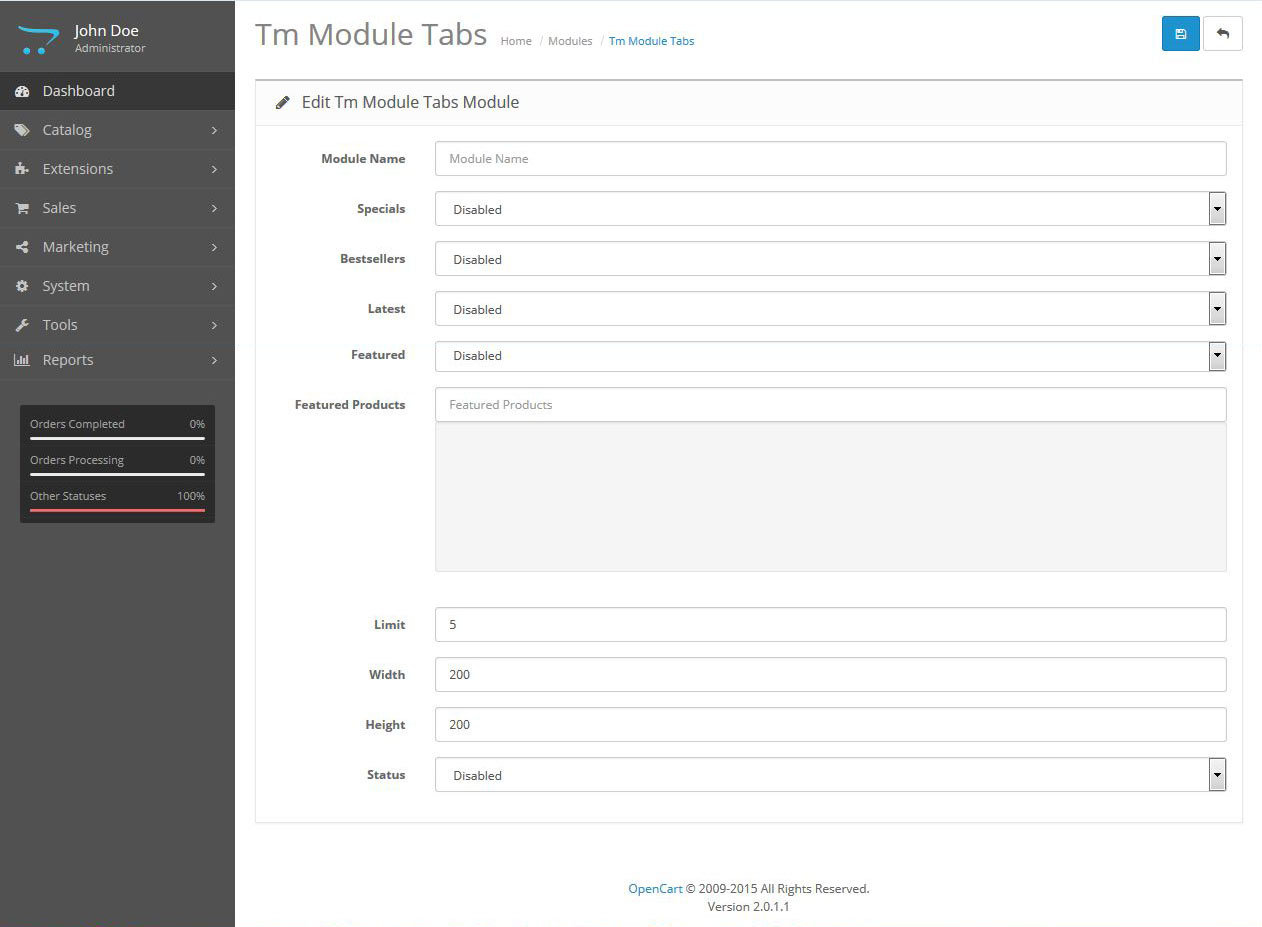 John Doe
Administrator
Dashboard
Catalog
Extensions
Sales
Marketing
System
Tools
Reports
Orders Completed 0%
Orders Processing 0%
Other Statuses 100%
Tm Module Tabs Home / Modules / Tm Module Tabs
Edit Tm Module Tabs Module
Module Name Module Name
Specials Disabled
Bestsellers Disabled
Latest Disabled
Featured Disabled
Featured Products Featured Products
Limit 5
Width 200
Height 200
Status Disabled
OpenCart © 2009-2015 All Rights Reserved.
Version 2.0.1.1